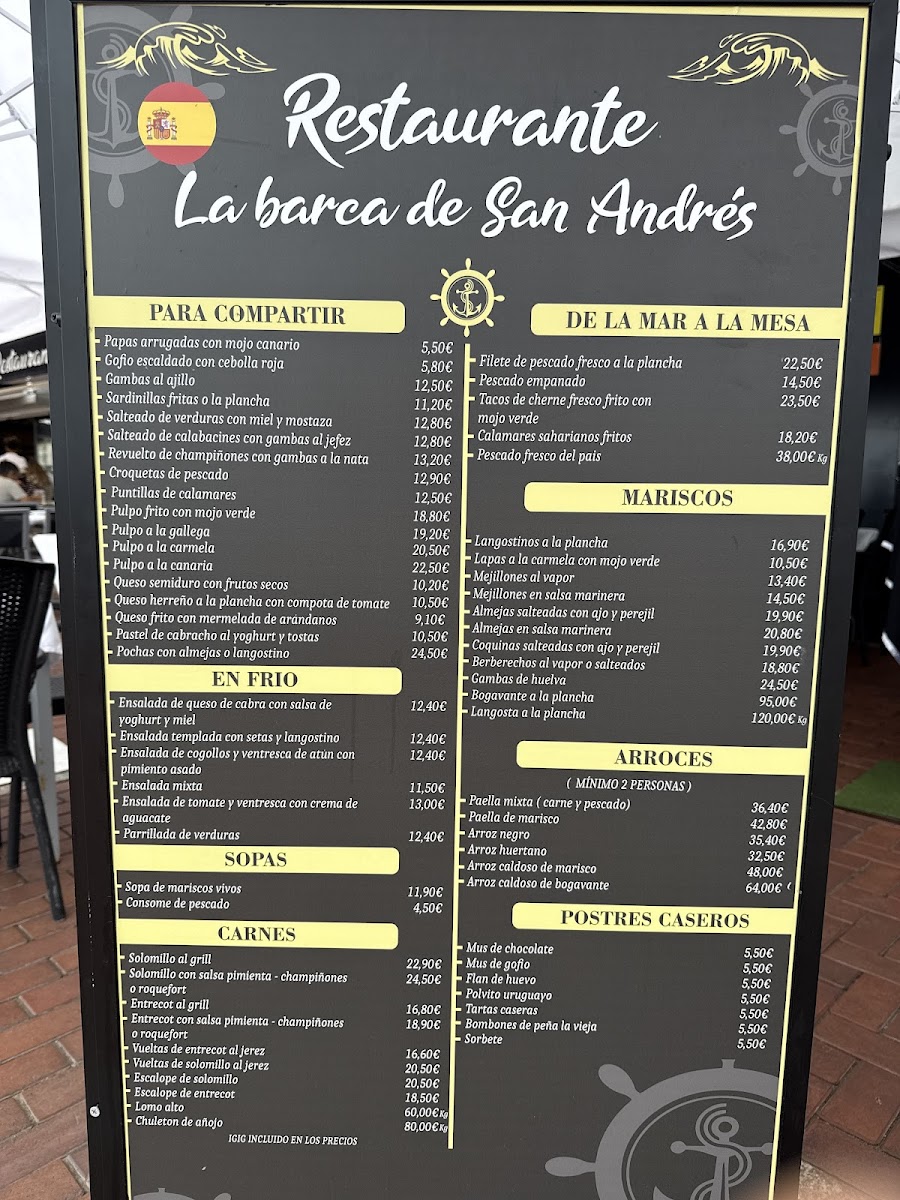 Restaurante
La barca de San Andrés
PARA COMPARTIR
Papas arrugadas con mojo canario 5,50€
Gofio escaldado con cebolla roja 5,80€
Gambas al ajillo 12,50€
Sardinillas fritas o la plancha 11,20€
Salteado de verduras con miel y mostaza 12,80€
Salteado de calabacines con gambas al jefez 12,80€
Revuelto de champiñones con gambas a la nata 13,20€
Croquetas de pescado 12,90€
Puntillas de calamares 12,50€
Pulpo frito con mojo verde 18,80€
Pulpo a la gallega 19,20€
Pulpo a la carmela 20,50€
Pulpo a la canaria 22,50€
Queso semiduro con frutos secos 10,20€
Queso herreño a la plancha con compota de tomate 10,50€
Queso frito con mermelada de arándanos 9,10€
Pastel de cabracho al yoghurt y tostas 10,50€
Pochas con almejas o langostino 24,50€
EN FRIO
Ensalada de queso de cabra con salsa de 12,40€
yoghurt y miel
Ensalada templada con setas y langostino 12,40€
Ensalada de cogollos y ventresca de atún con 12,40€
pimiento asado
Ensalada mixta 11,50€
Ensalada de tomate y ventresca con crema de 13,00€
aguacate
Parrillada de verduras 12,40€
SOPAS
Sopa de mariscos vivos 11,90€
Consome de pescado 4,50€
CARNES
Solomillo al grill 22,90€
Solomillo con salsa pimienta - champiñones 24,50€
o roquefort
Entrecot al grill 16,80€
Entrecot con salsa pimienta - champiñones 18,90€
o roquefort
Vueltas de entrecot al jerez 16,60€
Vueltas de solomillo al jerez 20,50€
Escalope de solomillo 20,50€
Escalope de entrecot 18,50€
Lomo alto 60,00€ Kg
Chuleton de añojo 80,00€ Kg
IGIG INCLUIDO EN LOS PRECIOS
DE LA MAR A LA MESA
Filete de pescado fresco a la plancha 22,50€
Pescado empanado 14,50€
Tacos de cherne fresco frito con 23,50€
mojo verde
Calamares saharianos fritos 18,20€
Pescado fresco del país 38,00€ Kg
MARISCOS
Langostinos a la plancha 16,90€
Lapas a la carmela con mojo verde 10,50€
Mejillones al vapor 13,40€
Mejillones en salsa marinera 14,50€
Almejas salteadas con ajo y perejil 19,90€
Almejas en salsa marinera 20,80€
Coquinas salteadas con ajo y perejil 19,90€
Berberechos al vapor o salteados 18,80€
Gambas de huelva 24,50€
Bogavante a la plancha 95,00€
Langosta a la plancha 120,00€ Kg
ARROCES
( MÍNIMO 2 PERSONAS )
Paella mixta ( carne y pescado) 36,40€
Paella de marisco 42,80€
Arroz negro 35,40€
Arroz huertano 32,50€
Arroz caldoso de marisco 48,00€
Arroz caldoso de bogavante 64,00€
POSTRES CASEROS
Mus de chocolate 5,50€
Mus de gofio 5,50€
Flan de huevo 5,50€
Polvito uruguayo 5,50€
Tartas caseras 5,50€
Bombones de peña la vieja 5,50€
Sorbete 5,50€